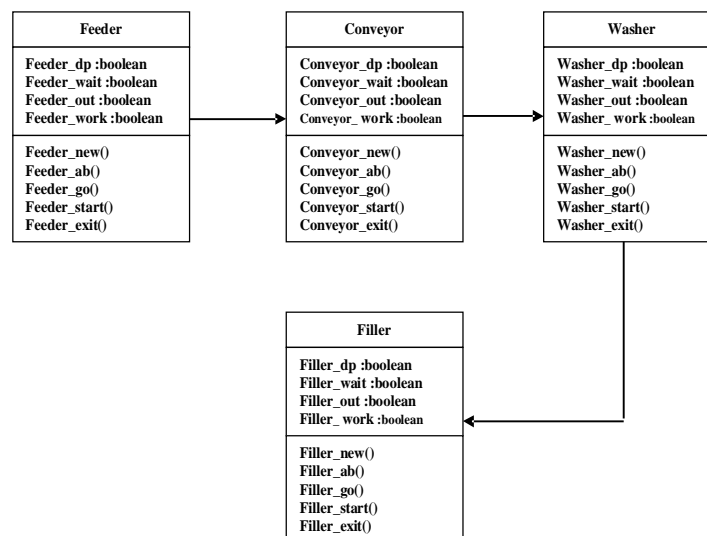 Feeder
Feeder_dp :boolean
Feeder_wait :boolean
Feeder_out :boolean
Feeder_work :boolean
Feeder_new()
Feeder_ab()
Feeder_go()
Feeder_start()
Feeder_exit()
Conveyor
Conveyor_dp :boolean
Conveyor_wait :boolean
Conveyor_out :boolean
Conveyor_ work :boolean
Conveyor_new()
Conveyor_ab()
Conveyor_go()
Conveyor_start()
Conveyor_exit()
Washer
Washer_dp :boolean
Washer_wait :boolean
Washer_out :boolean
Washer_ work :boolean
Washer_new()
Washer_ab()
Washer_go()
Washer_start()
Washer_exit()
Filler
Filler_dp :boolean
Filler_wait :boolean
Filler_out :boolean
Filler_ work :boolean
Filler_new()
Filler_ab()
Filler_go()
Filler_start()
Filler_exit()